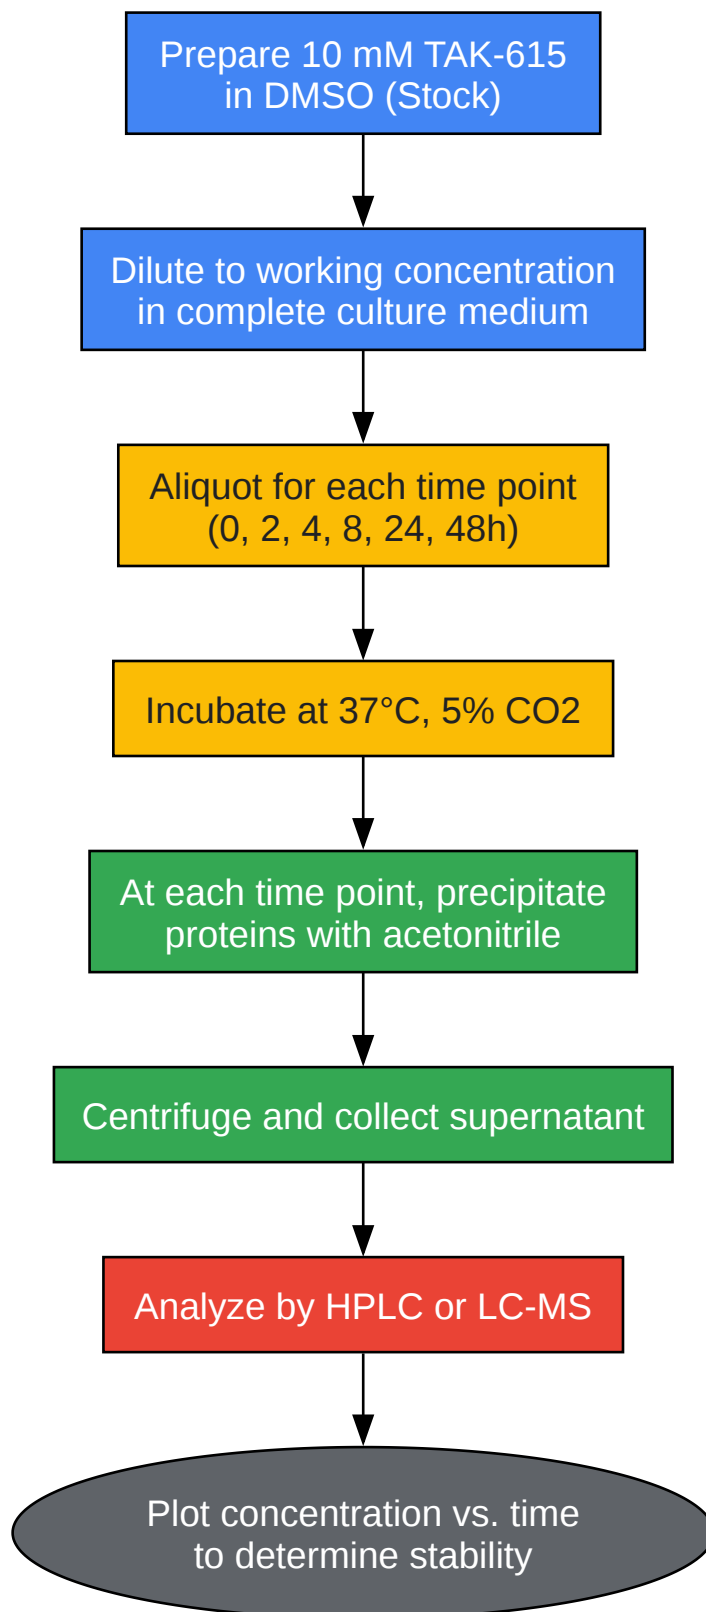 Prepare 10 mM TAK-615
in DMSO (Stock)
Dilute to working concentration
in complete culture medium
Aliquot for each time point
(0, 2, 4, 8, 24, 48h)
Incubate at 37°C, 5% CO2
At each time point, precipitate
proteins with acetonitrile
Centrifuge and collect supernatant
Analyze by HPLC or LC-MS
Plot concentration vs. time
to determine stability